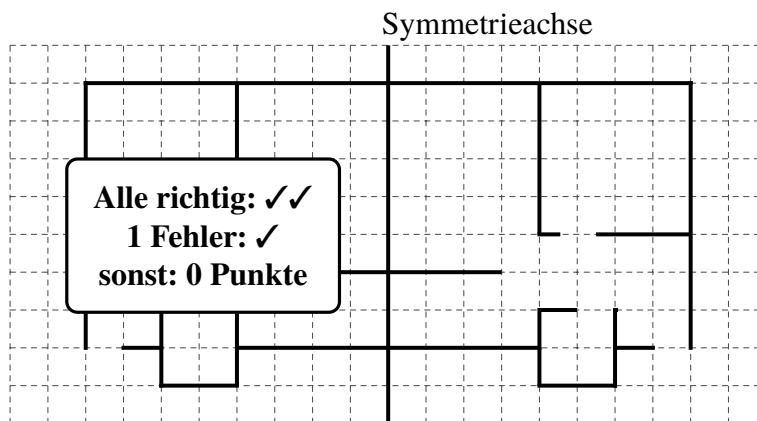 Symmetrieachse
Alle richtig: ✓✓
1 Fehler: ✓
sonst: 0 Punkte